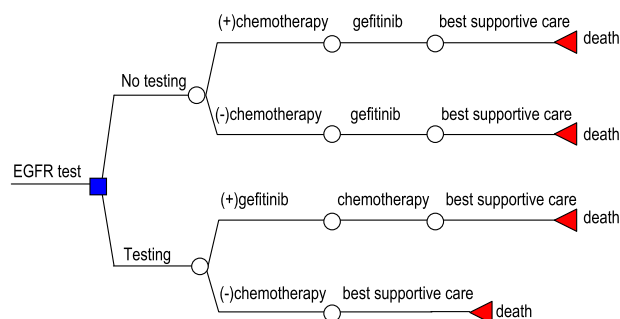 (+)chemotherapy gefitinib best supportive care death
No testing
(-)chemotherapy gefitinib best supportive care death
EGFR test
(+)gefitinib chemotherapy best supportive care death
Testing
(-)chemotherapy best supportive care death